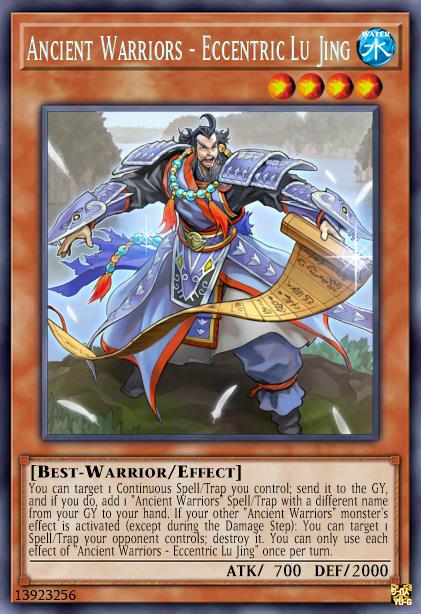 Ancient Warriors - Eccentric Lu Jing
WATER
水
[Best-Warrior/Effect]
You can target 1 Continuous Spell/Trap you control; send it to the GY,
and if you do, add 1 "Ancient Warriors" Spell/Trap with a different name
from your GY to your hand. If your other "Ancient Warriors" monster's
effect is activated (except during the Damage Step): You can target 1
Spell/Trap your opponent controls; destroy it. You can only use each
effect of "Ancient Warriors - Eccentric Lu Jing" once per turn.
ATK/ 700 DEF/2000
13923256